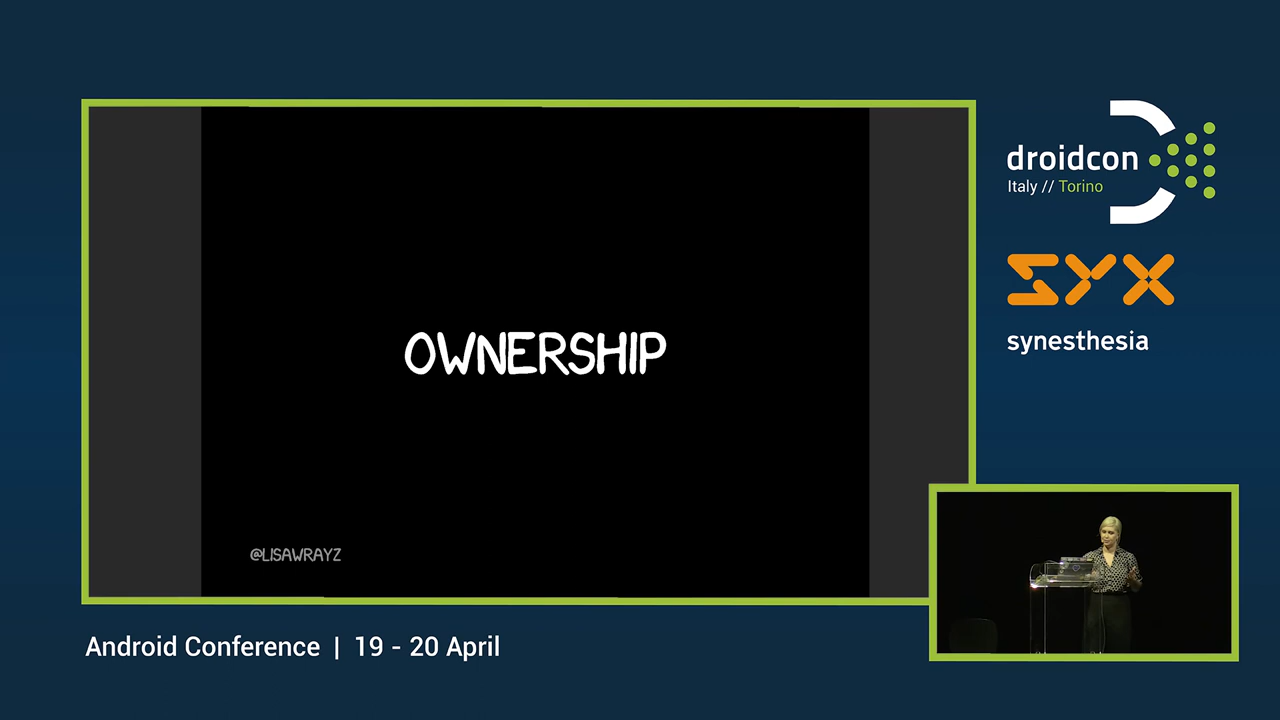 OWNERSHIP
@LISAWRAYZ
droidcon
Italy // Torino
SYX
synesthesia
Android Conference | 19 - 20 April